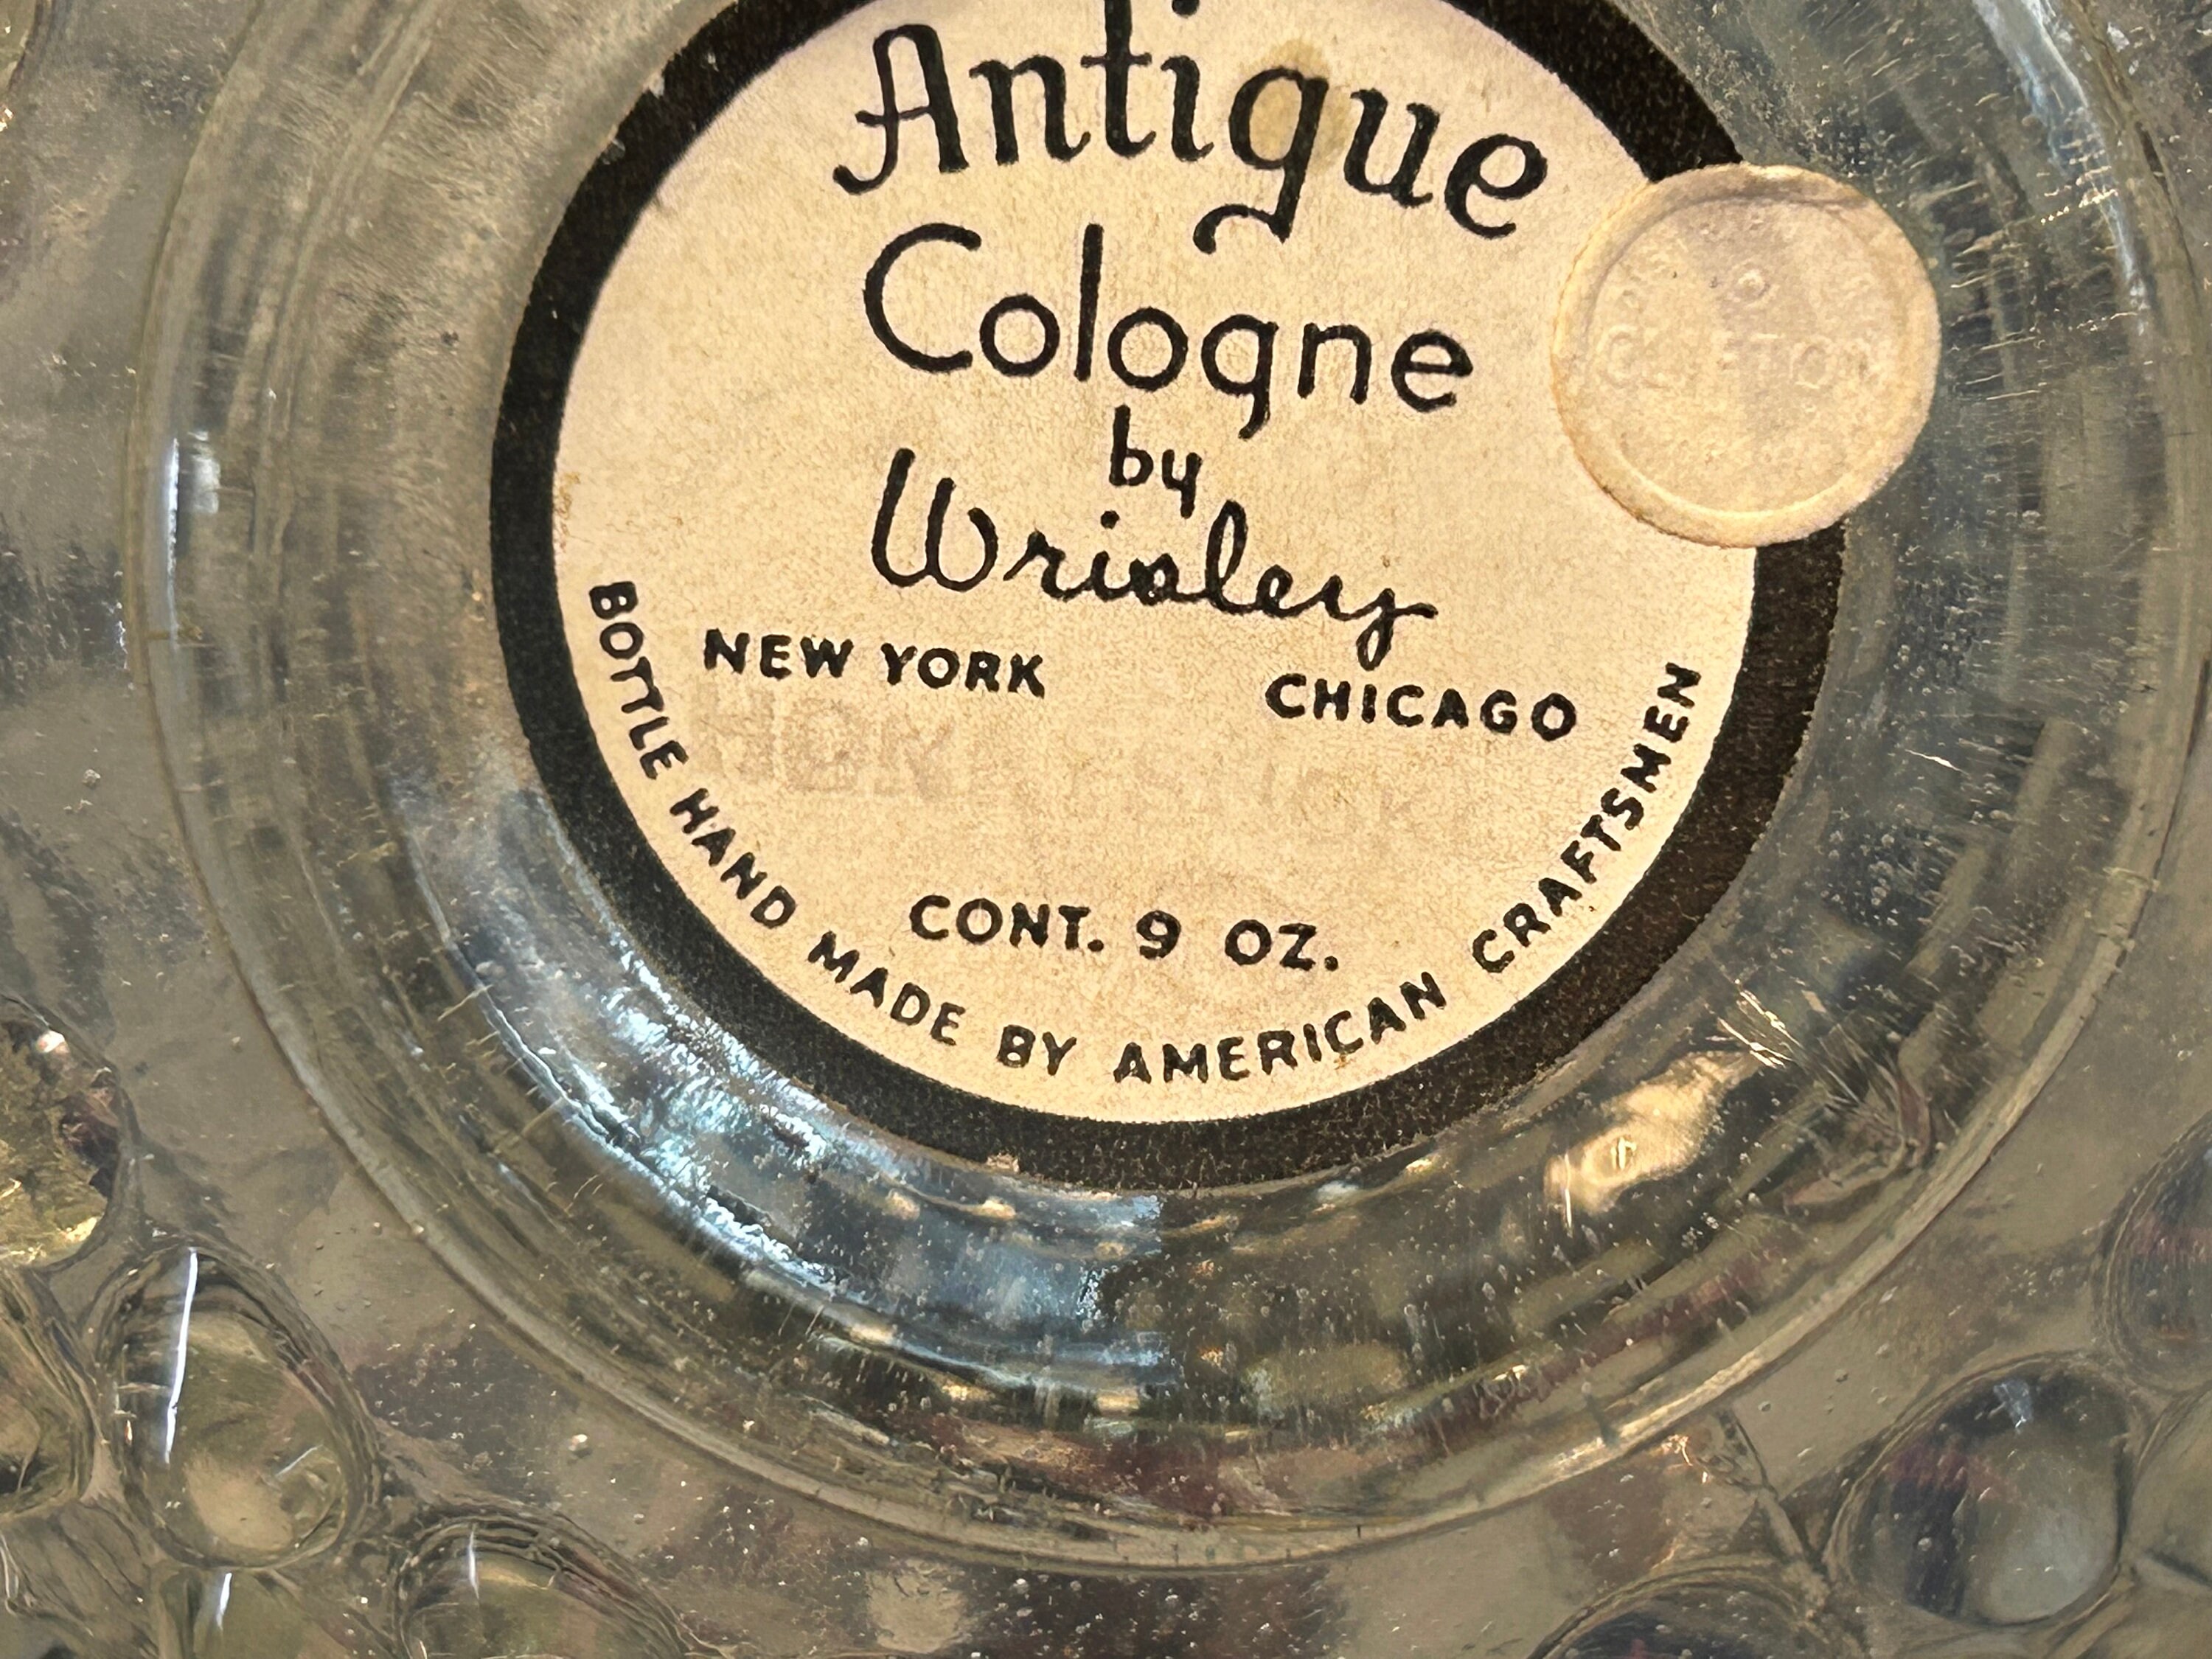 Antique
Cologne
by
Wrisley
NEW YORK CHICAGO
CONT. 9 OZ.
BOTTLE HAND MADE BY AMERICAN CRAFTSMEN